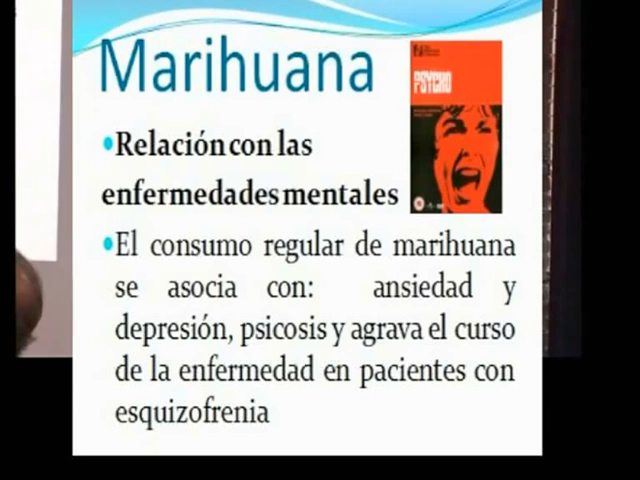 Marihuana
PSYCHO
•Relación con las
enfermedades mentales
•El consumo regular de marihuana
se asocia con: ansiedad y
depresión, psicosis y agrava el curso
de la enfermedad en pacientes con
esquizofrenia